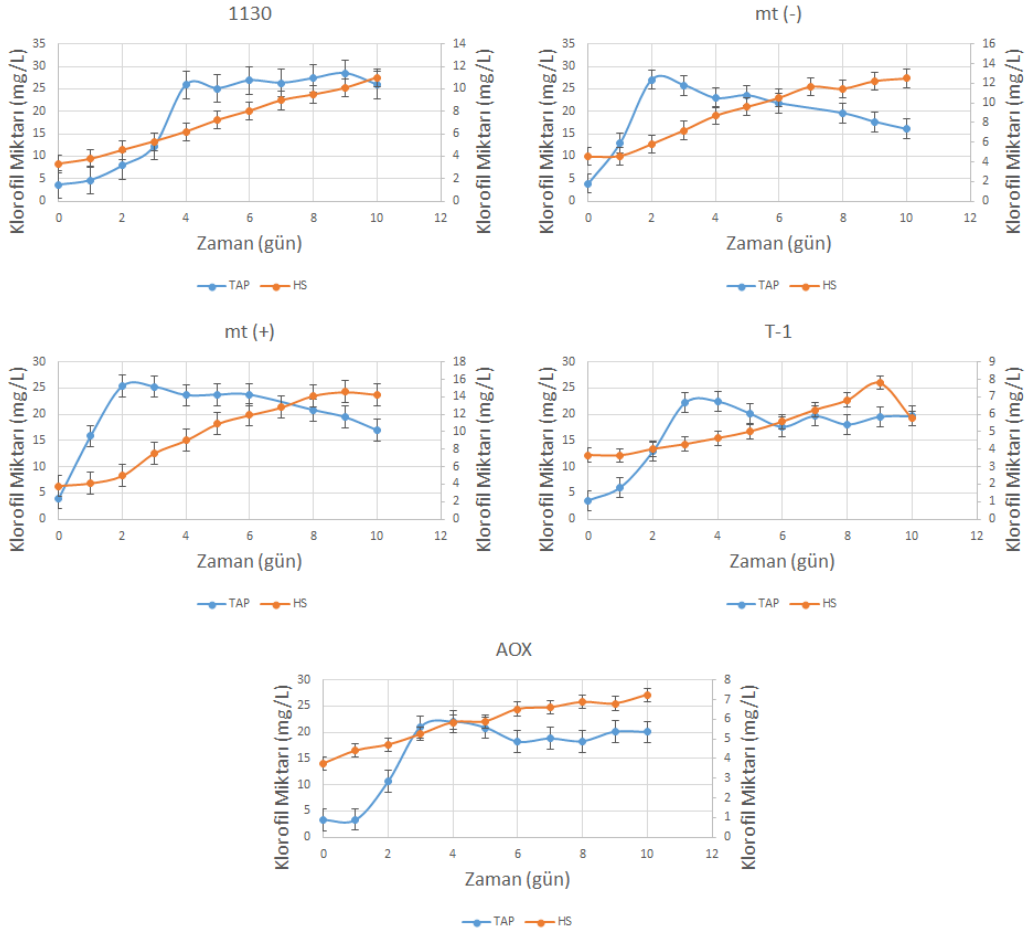 1130
Klorofil Miktarı (mg/L)
35
30
25
20
15
10
5
0
14
12
10
8
6
4
2
0
Klorofil Miktarı (mg/L)
0 2 4 6 8 10 12
Zaman (gün)
TAP HS
mt (-)
Klorofil Miktarı (mg/L)
35
30
25
20
15
10
5
0
16
14
12
10
8
6
4
2
0
Klorofil Miktarı (mg/L)
0 2 4 6 8 10 12
Zaman (gün)
TAP HS
mt (+)
Klorofil Miktarı (mg/L)
30
25
20
15
10
5
0
18
16
14
12
10
8
6
4
2
0
Klorofil Miktarı (mg/L)
0 2 4 6 8 10 12
Zaman (gün)
TAP HS
T-1
Klorofil Miktarı (mg/L)
30
25
20
15
10
5
0
9
8
7
6
5
4
3
2
1
0
Klorofil Miktarı (mg/L)
0 2 4 6 8 10 12
Zaman (gün)
TAP HS
AOX
Klorofil Miktarı (mg/L)
30
25
20
15
10
5
0
8
7
6
5
4
3
2
1
0
Klorofil Miktarı (mg/L)
0 2 4 6 8 10 12
Zaman (gün)
TAP HS